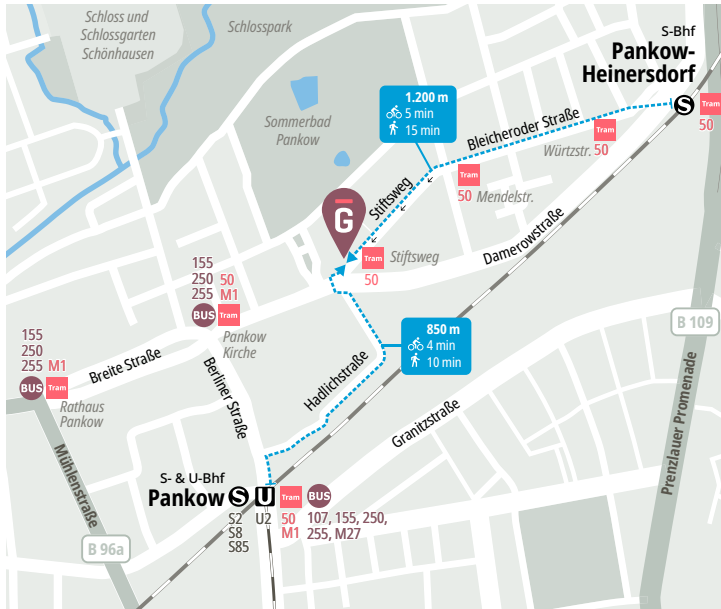 Schloss und
Schlossgarten
Schönhausen
Schlosspark
S-Bhf
Pankow-
Heinersdorf
S
Tram
50
1.200 m
5 min
15 min
Sommerbad
Pankow
Bleicheroder Straße
Tram
50
Würtzstr.
Tram
50
Mendelstr.
Stiftsweg
G
Damerowstraße
Tram
50
Stiftsweg
155
250 50
255 M1
BUS Tram
Pankow
Kirche
B 109
155
250
255 M1
BUS Tram
Rathaus
Pankow
Breite Straße
850 m
4 min
10 min
Berliner Straße
Hadlichstraße
Granitzstraße
Prenzlauer Promenade
Mühlenstraße
S- & U-Bhf
Pankow S U Tram BUS
S2 U2 50 107, 155, 250,
S8 M1 255, M27
S85
B 96a